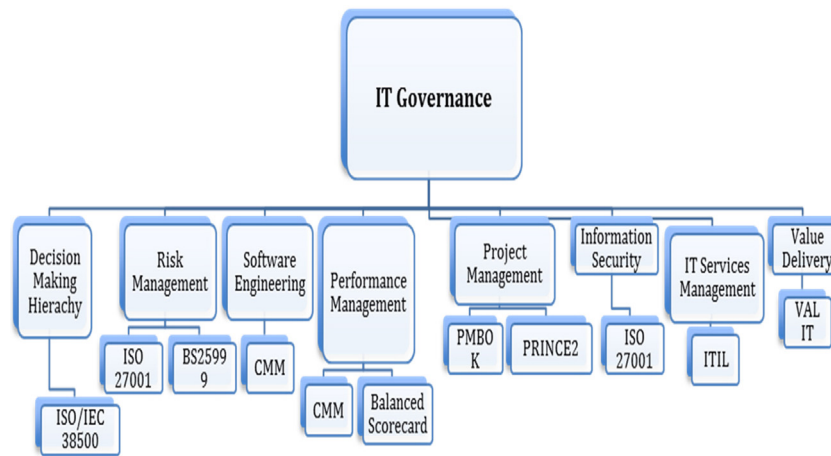 IT Governance
Decision
Making
Hierachy
Risk
Management
Software
Engineering
Performance
Management
Project
Management
Information
Security
IT Services
Management
Value
Delivery
ISO/IEC
38500
ISO
27001
BS2599
9
CMM
CMM
Balanced
Scorecard
PMBO
K
PRINCE2
ISO
27001
ITIL
VAL
IT